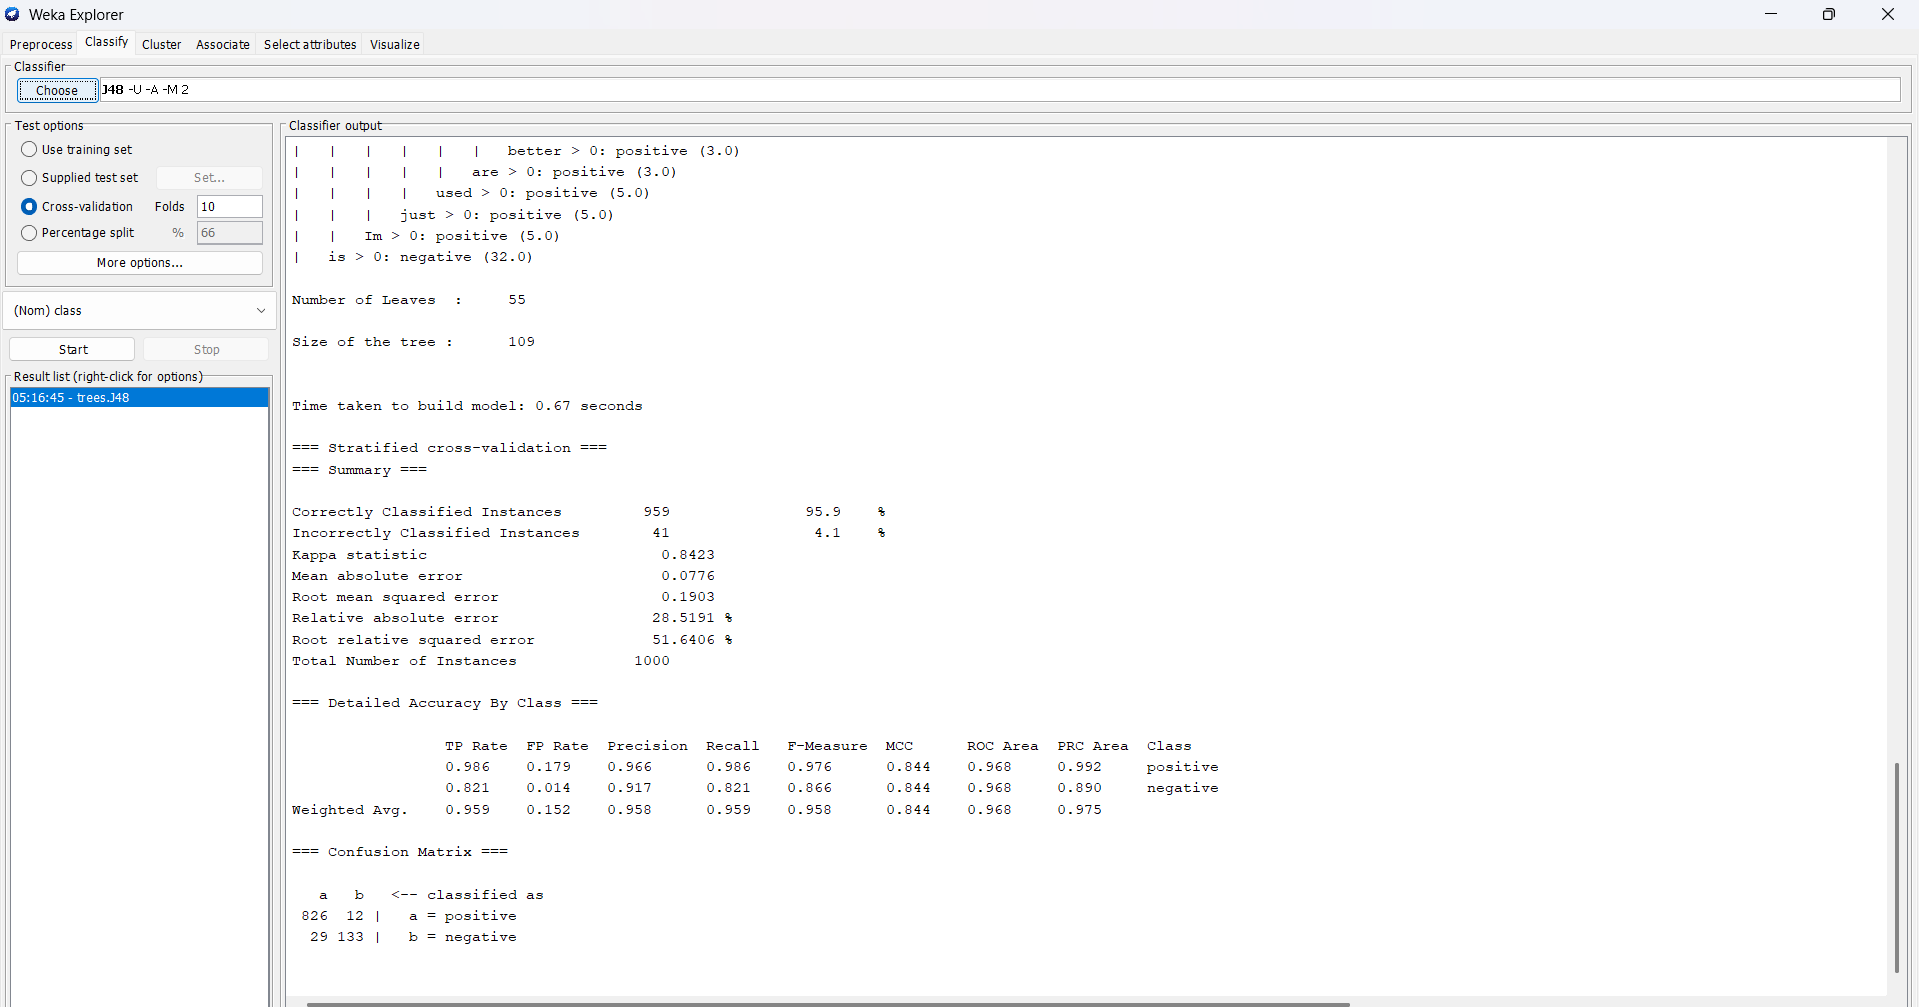 Weka Explorer
Preprocess Classify Cluster Associate Select attributes Visualize
Classifier
Choose J48 -U -A -M 2
Test options
Use training set
Supplied test set Set...
Cross-validation Folds 10
Percentage split % 66
More options...
(Nom) class
Start Stop
Result list (right-click for options)
05:16:45 - trees.J48
Classifier output
| | | | | | better > 0: positive (3.0)
| | | | | are > 0: positive (3.0)
| | | | used > 0: positive (5.0)
| | | just > 0: positive (5.0)
| | Im > 0: positive (5.0)
| is > 0: negative (32.0)
Number of Leaves : 55
Size of the tree : 109
Time taken to build model: 0.67 seconds
=== Stratified cross-validation ===
=== Summary ===
Correctly Classified Instances 959 95.9 %
Incorrectly Classified Instances 41 4.1 %
Kappa statistic 0.8423
Mean absolute error 0.0776
Root mean squared error 0.1903
Relative absolute error 28.5191 %
Root relative squared error 51.6406 %
Total Number of Instances 1000
=== Detailed Accuracy By Class ===
TP Rate FP Rate Precision Recall F-Measure MCC ROC Area PRC Area Class
0.986 0.179 0.966 0.986 0.976 0.844 0.968 0.992 positive
0.821 0.014 0.917 0.821 0.866 0.844 0.968 0.890 negative
Weighted Avg. 0.959 0.152 0.958 0.959 0.958 0.844 0.968 0.975
=== Confusion Matrix ===
a b <-- classified as
826 12 | a = positive
29 133 | b = negative